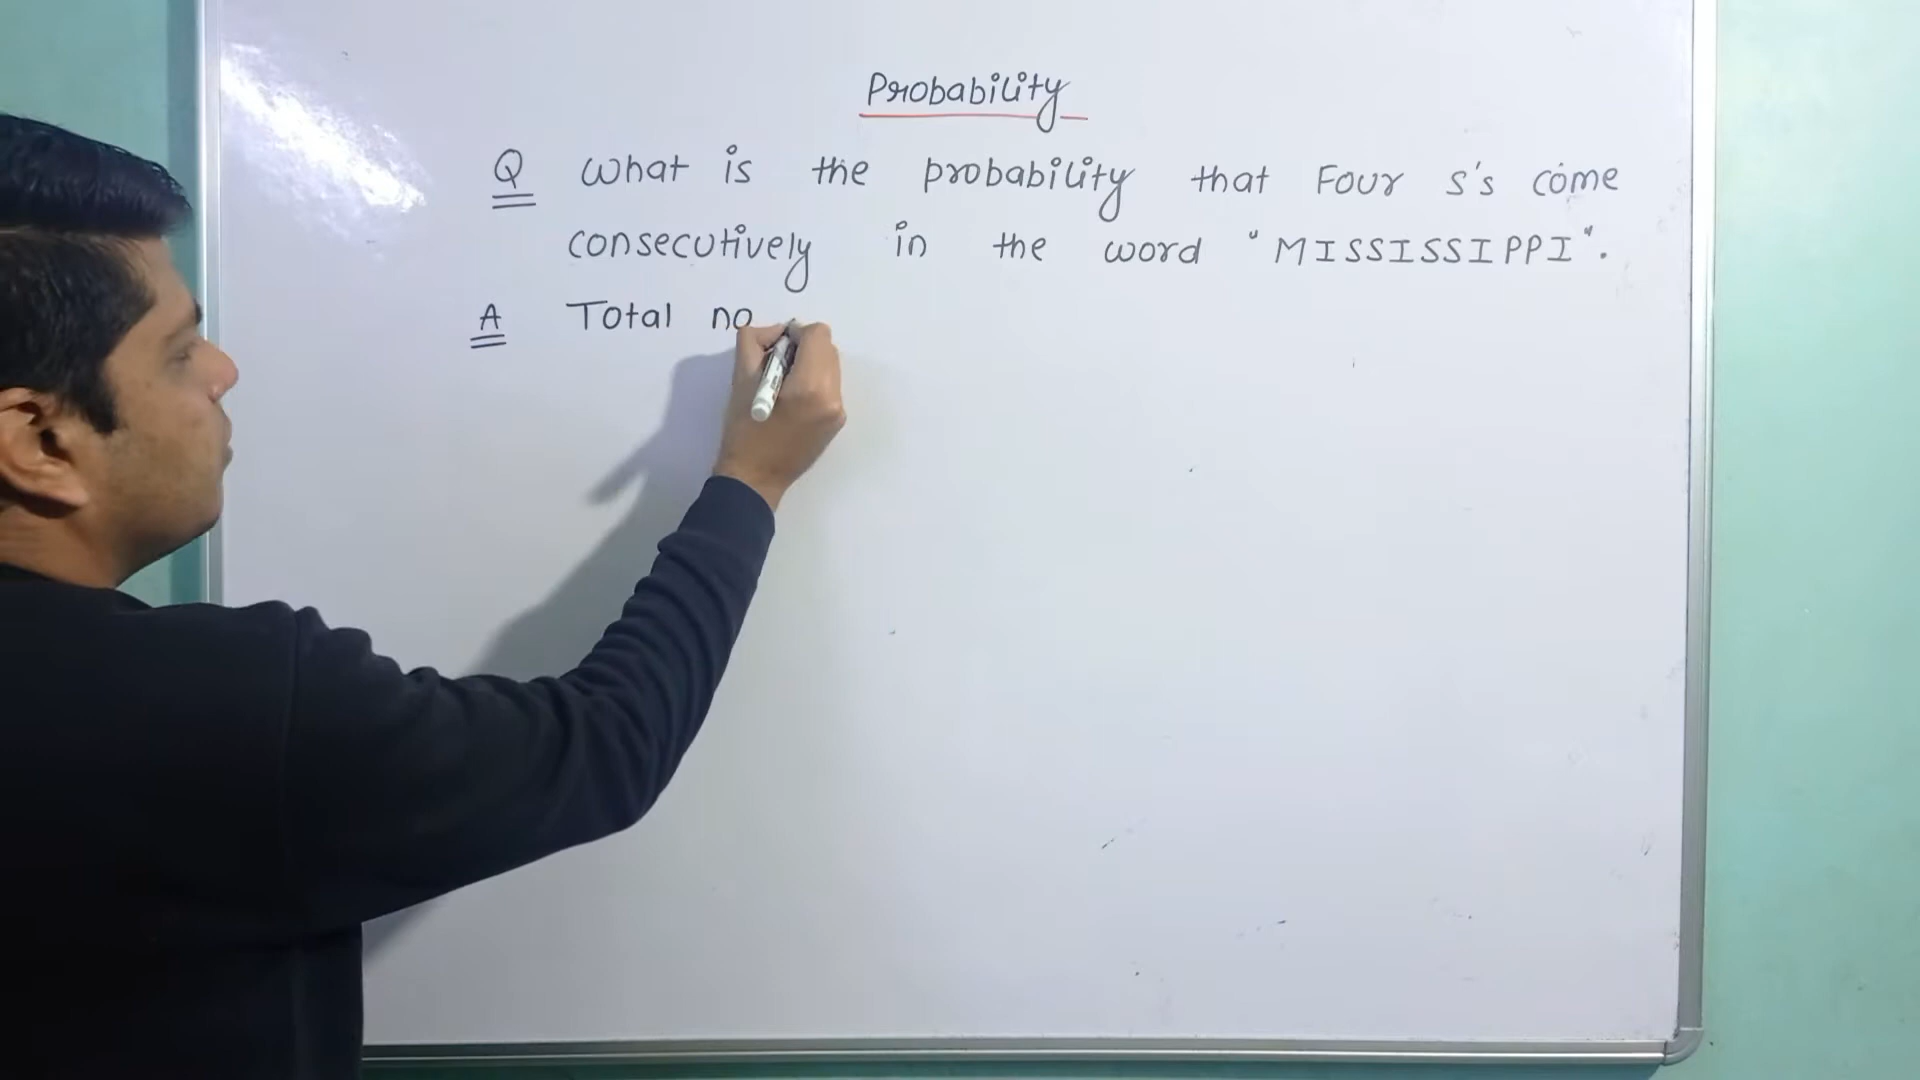 Probability
Q What is the probability that Four s's come
consecutively in the word "MISSISSIPPI".
A Total no